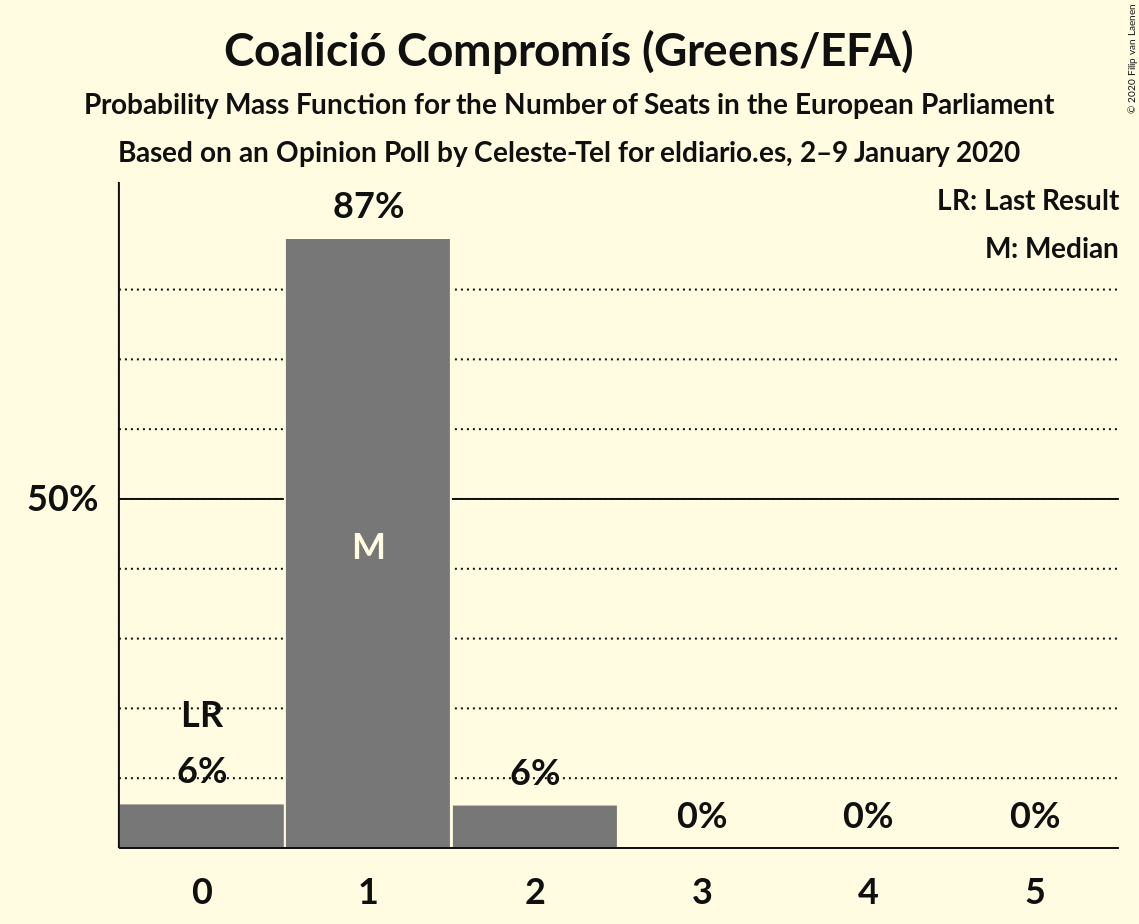 Coalició Compromís (Greens/EFA)
Probability Mass Function for the Number of Seats in the European Parliament
Based on an Opinion Poll by Celeste-Tel for eldiario.es, 2–9 January 2020
© 2020 Filip van Laenen
LR: Last Result
M: Median
87%
50%
M
LR
6%
6%
0%
0%
0%
0
1
2
3
4
5